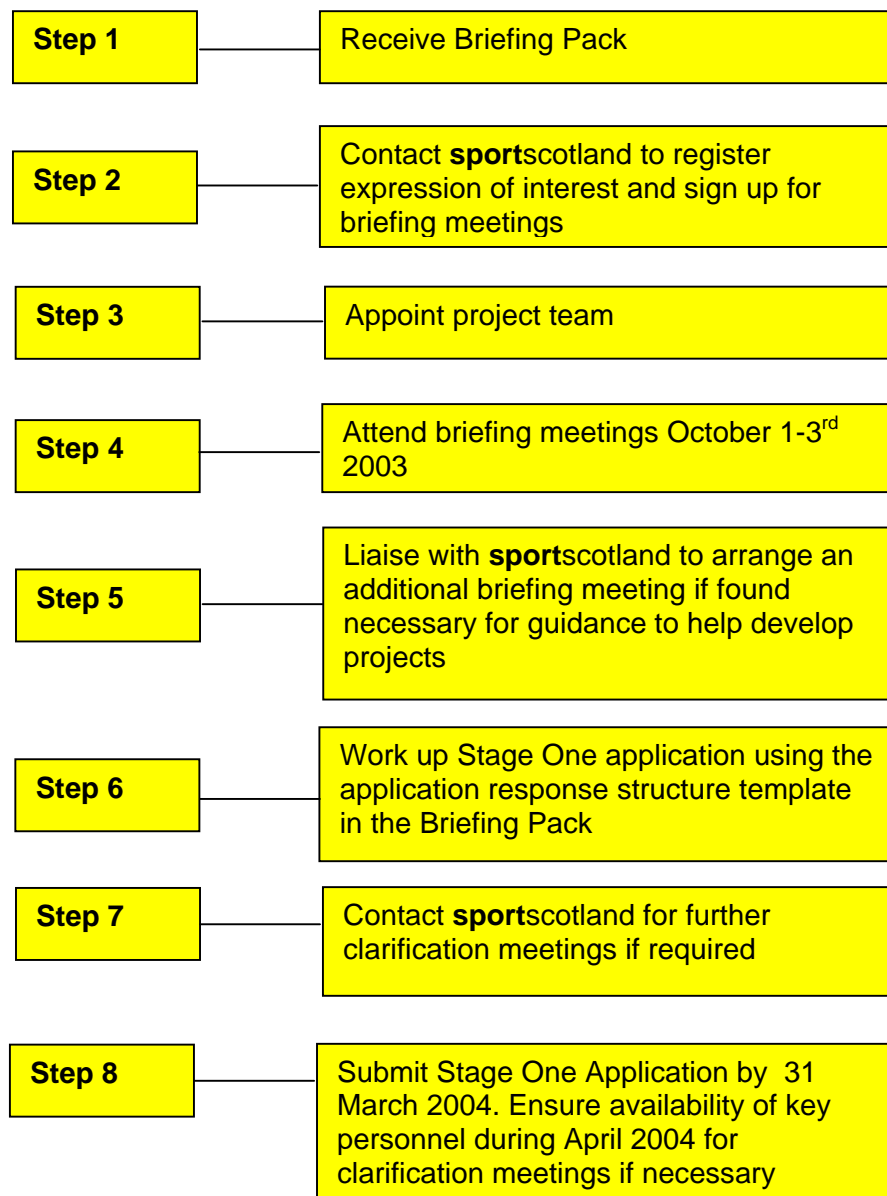 Step 1
Receive Briefing Pack
Step 2
Contact sportscotland to register
expression of interest and sign up for
briefing meetings
Step 3
Appoint project team
Step 4
Attend briefing meetings October 1-3rd
2003
Step 5
Liaise with sportscotland to arrange an
additional briefing meeting if found
necessary for guidance to help develop
projects
Step 6
Work up Stage One application using the
application response structure template
in the Briefing Pack
Step 7
Contact sportscotland for further
clarification meetings if required
Step 8
Submit Stage One Application by  31
March 2004. Ensure availability of key
personnel during April 2004 for
clarification meetings if necessary